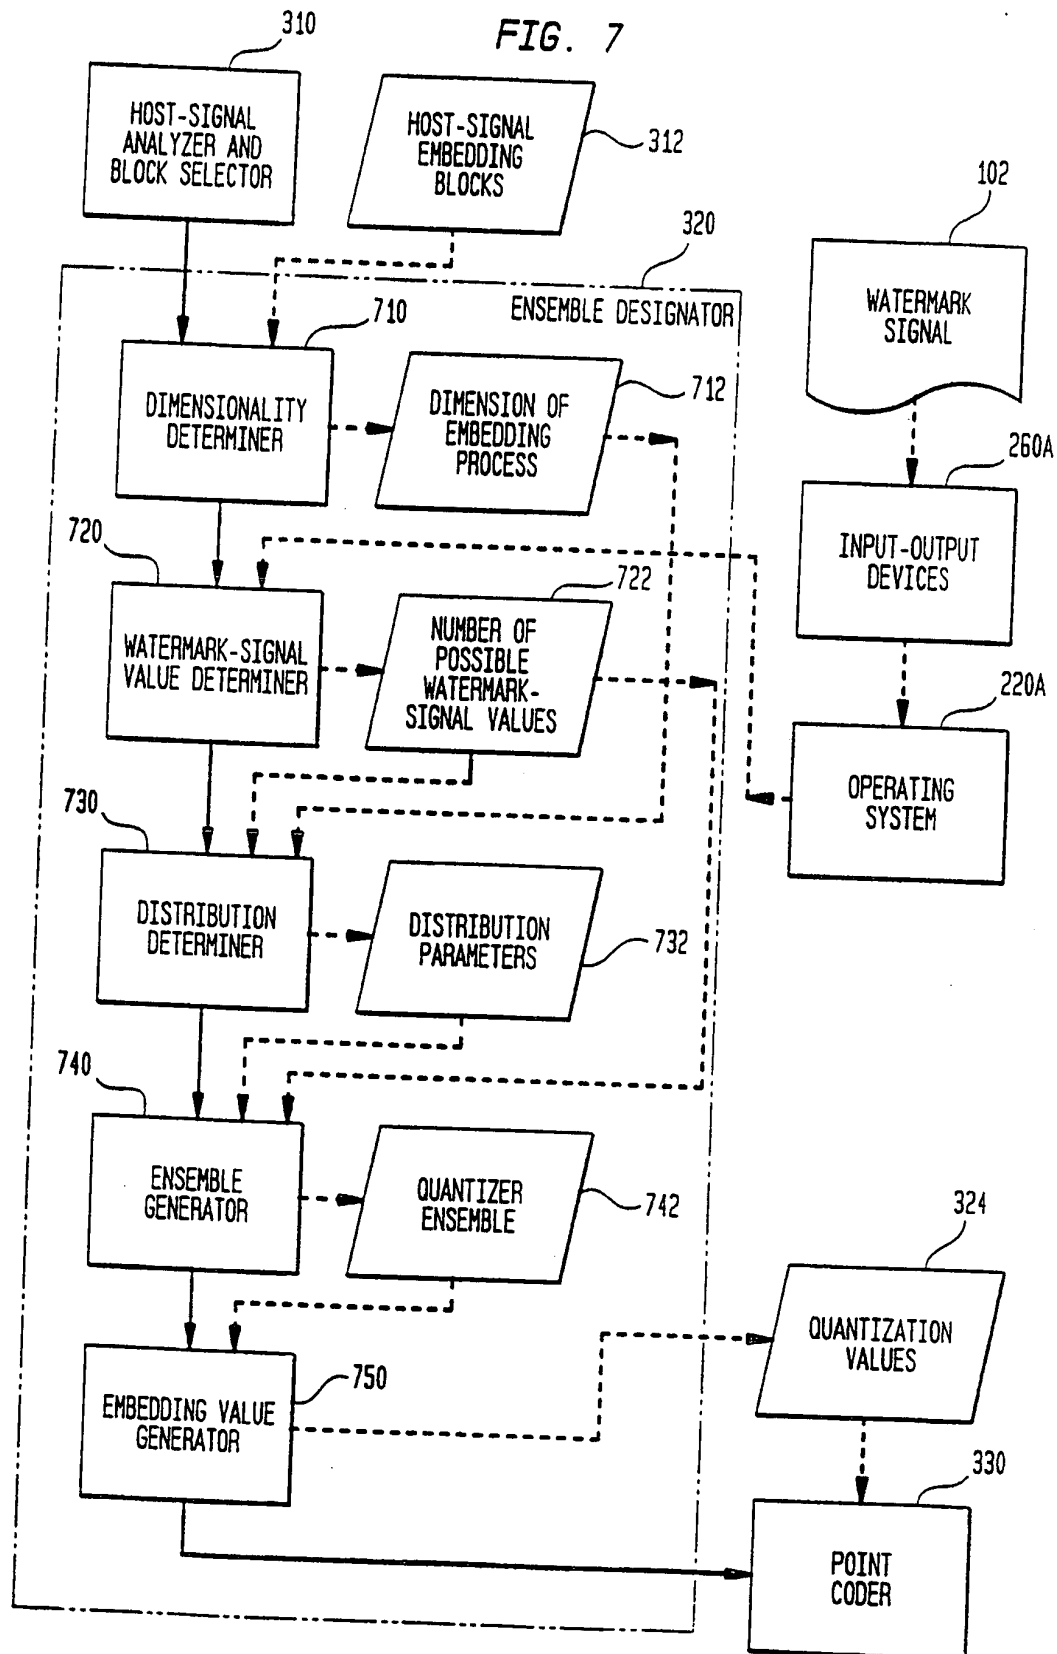 FIG. 7
310
HOST-SIGNAL
ANALYZER AND
BLOCK SELECTOR
HOST-SIGNAL
EMBEDDING
BLOCKS
312
102
WATERMARK
SIGNAL
320
ENSEMBLE DESIGNATOR
710
DIMENSIONALITY
DETERMINER
DIMENSION OF
EMBEDDING
PROCESS
712
260A
INPUT-OUTPUT
DEVICES
720
WATERMARK-SIGNAL
VALUE DETERMINER
722
NUMBER OF
POSSIBLE
WATERMARK-
SIGNAL VALUES
220A
OPERATING
SYSTEM
730
DISTRIBUTION
DETERMINER
DISTRIBUTION
PARAMETERS
732
740
ENSEMBLE
GENERATOR
QUANTIZER
ENSEMBLE
742
324
QUANTIZATION
VALUES
750
EMBEDDING VALUE
GENERATOR
330
POINT
CODER